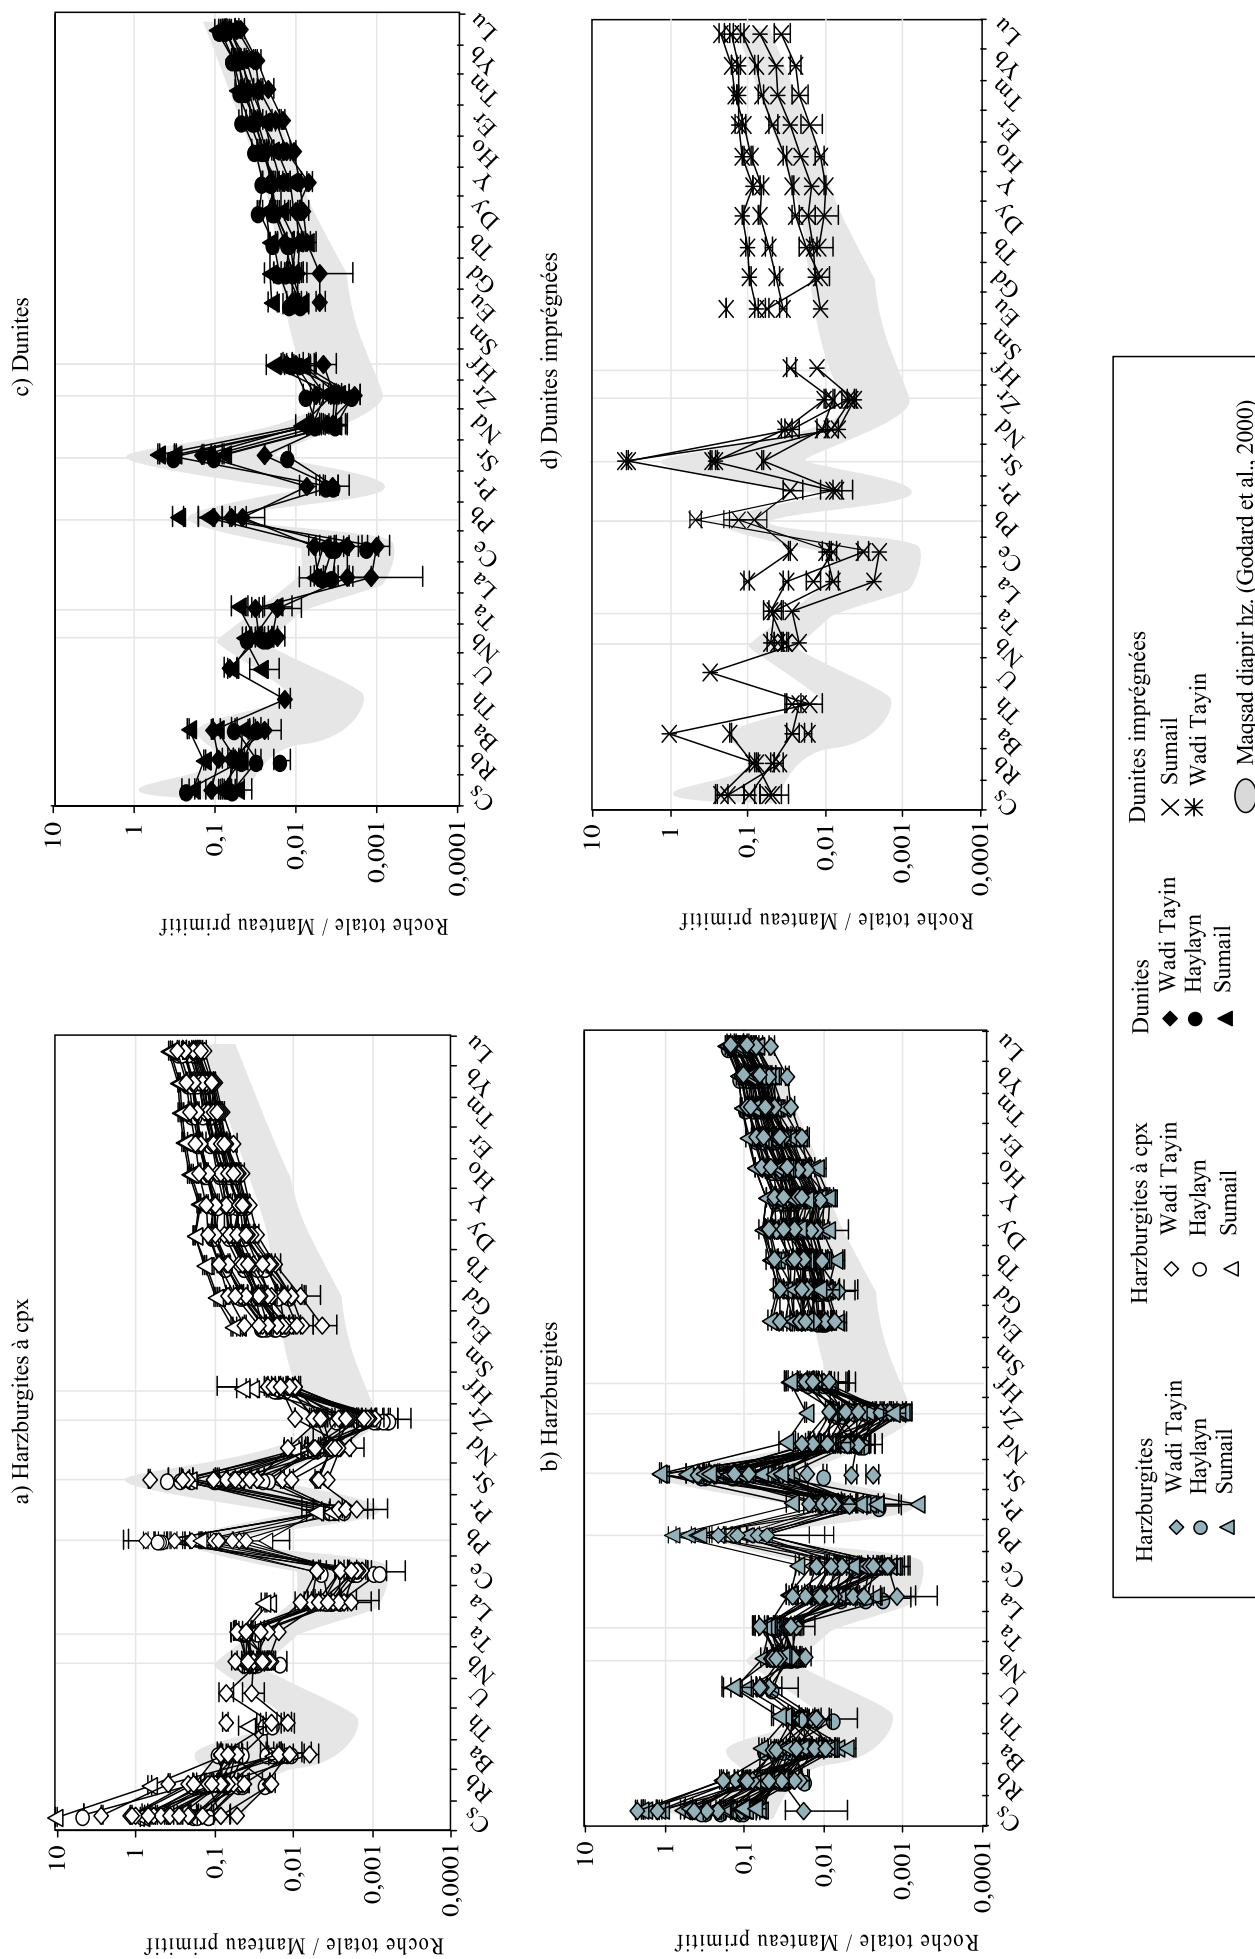 a) Harzburgites à cpx
Roche totale / Manteau primitif
10
1
0,1
0,01
0,001
0,0001
Cs Rb Ba Th U Nb Ta La Ce Pb Pr Sr Nd Zr Hf Sm Eu Gd Tb Dy Y Ho Er Tm Yb Lu
c) Dunites
Roche totale / Manteau primitif
10
1
0,1
0,01
0,001
0,0001
Cs Rb Ba Th U Nb Ta La Ce Pb Pr Sr Nd Zr Hf Sm Eu Gd Tb Dy Y Ho Er Tm Yb Lu
b) Harzburgites
Roche totale / Manteau primitif
10
1
0,1
0,01
0,001
0,0001
Cs Rb Ba Th U Nb Ta La Ce Pb Pr Sr Nd Zr Hf Sm Eu Gd Tb Dy Y Ho Er Tm Yb Lu
d) Dunites imprégnées
Roche totale / Manteau primitif
10
1
0,1
0,01
0,001
0,0001
Cs Rb Ba Th U Nb Ta La Ce Pb Pr Sr Nd Zr Hf Sm Eu Gd Tb Dy Y Ho Er Tm Yb Lu
Harzburgites
Wadi Tayin
Haylayn
Sumail
Harzburgites à cpx
Wadi Tayin
Haylayn
Sumail
Dunites
Wadi Tayin
Haylayn
Sumail
Dunites imprégnées
Sumail
Wadi Tayin
Maqsad diapir hz. (Godard et al., 2000)